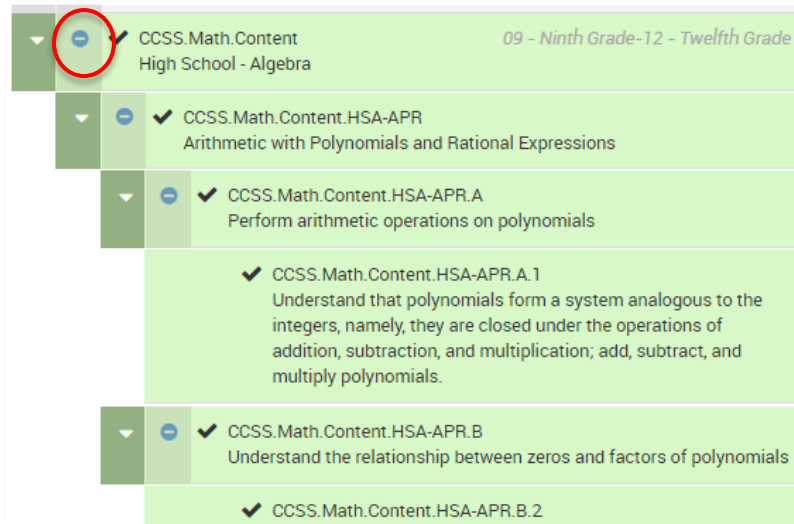 CCSS.Math.Content 09 - Ninth Grade-12 - Twelfth Grade
High School - Algebra
CCSS.Math.Content.HSA-APR
Arithmetic with Polynomials and Rational Expressions
CCSS.Math.Content.HSA-APR.A
Perform arithmetic operations on polynomials
CCSS.Math.Content.HSA-APR.A.1
Understand that polynomials form a system analogous to the
integers, namely, they are closed under the operations of
addition, subtraction, and multiplication; add, subtract, and
multiply polynomials.
CCSS.Math.Content.HSA-APR.B
Understand the relationship between zeros and factors of polynomials
CCSS.Math.Content.HSA-APR.B.2